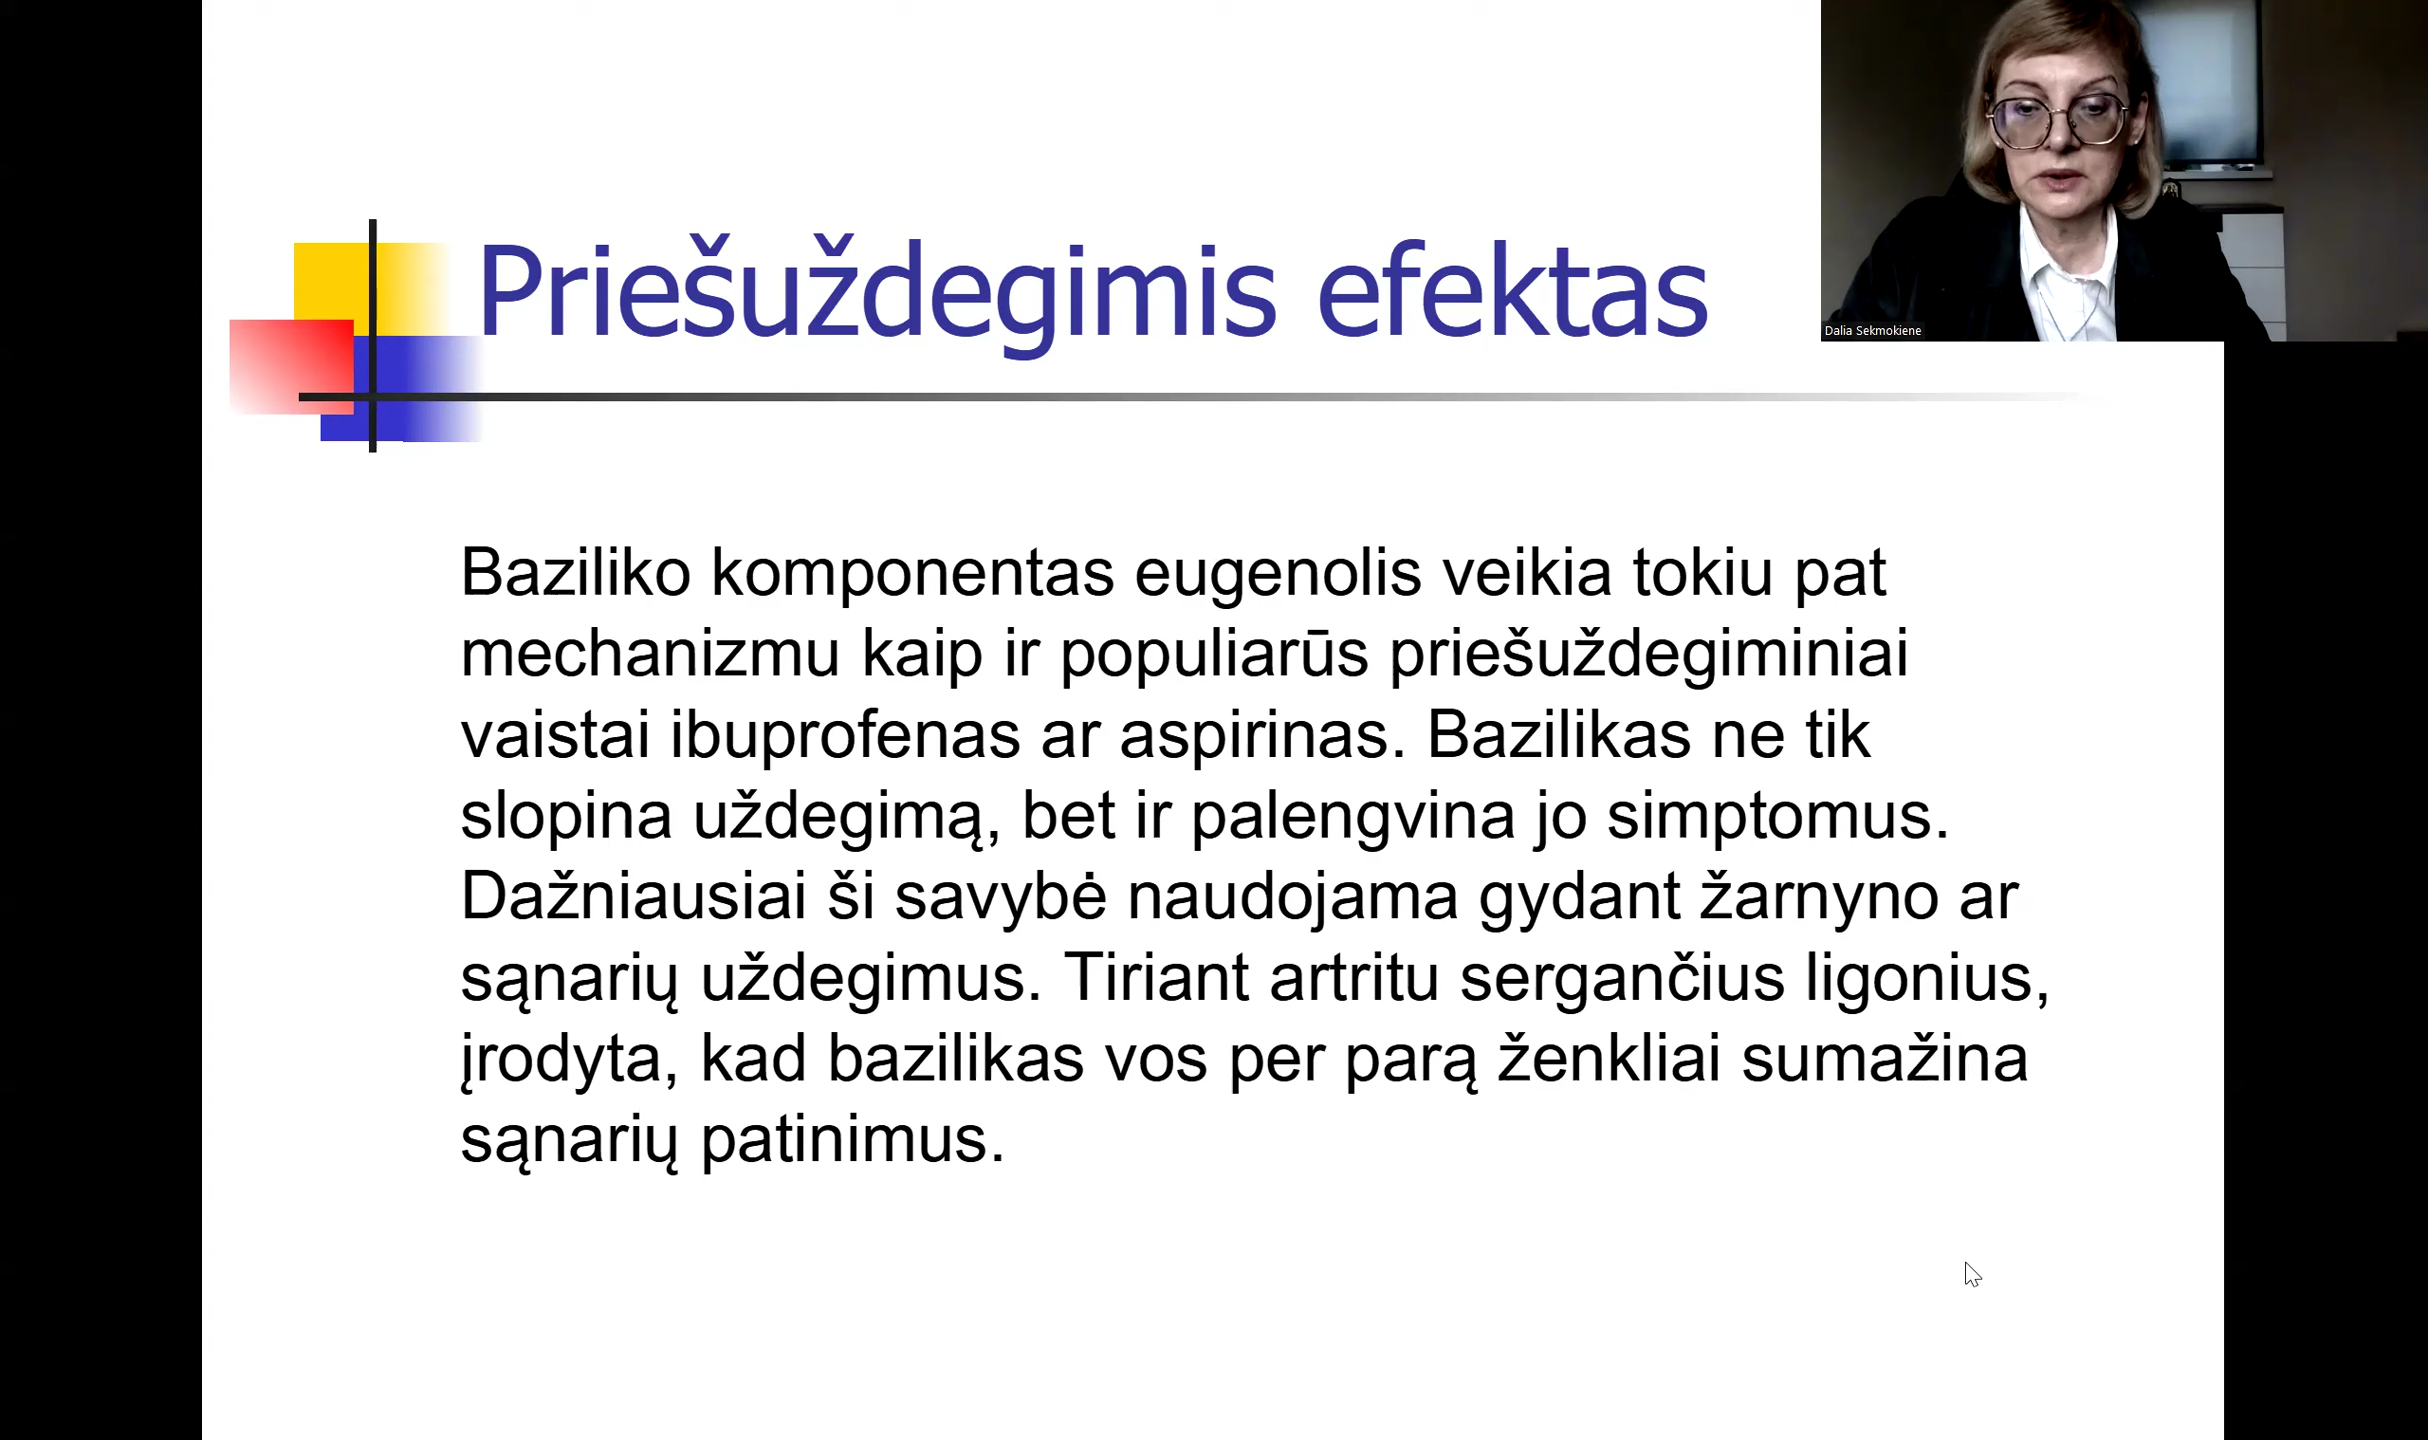 Priešuždegimis efektas
Dalia Sekmokiene
Baziliko komponentas eugenolis veikia tokiu pat
mechanizmu kaip ir populiarūs priešuždegiminiai
vaistai ibuprofenas ar aspirinas. Bazilikas ne tik
slopina uždegimą, bet ir palengvina jo simptomus.
Dažniausiai ši savybė naudojama gydant žarnyno ar
sąnarių uždegimus. Tiriant artritu sergančius ligonius,
įrodyta, kad bazilikas vos per parą ženkliai sumažina
sąnarių patinimus.